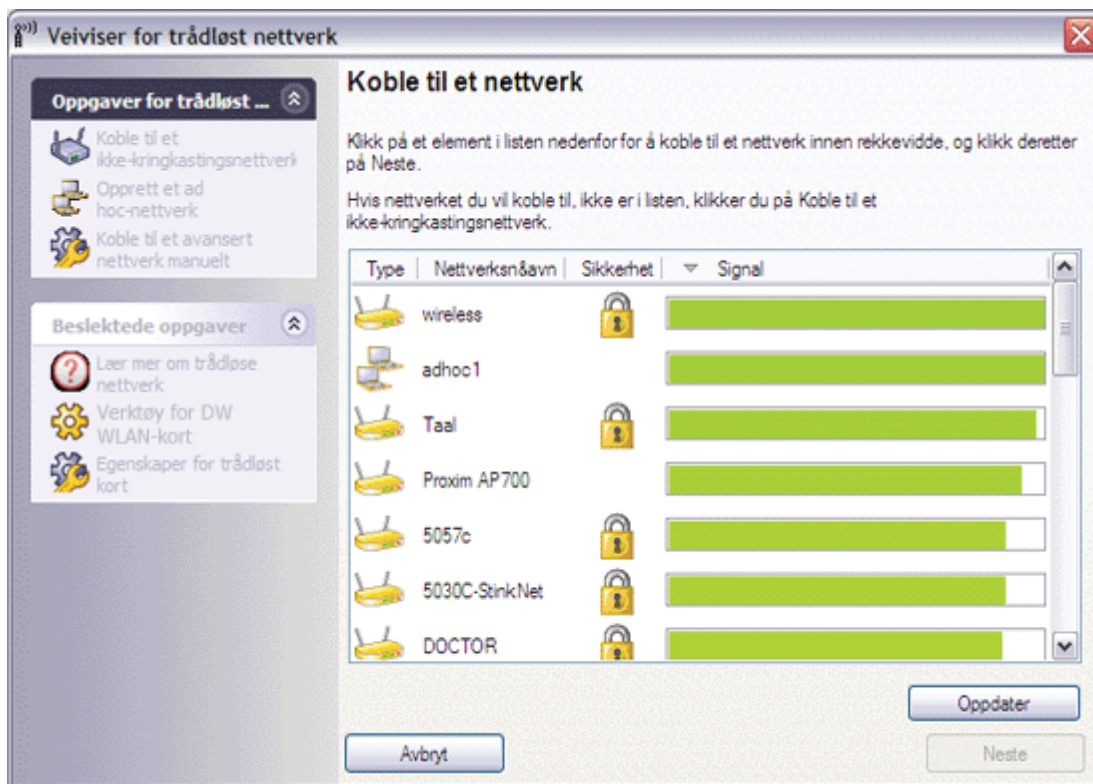 Veiviser for trådløst nettverk
Oppgaver for trådløst ...
Koble til et
ikke-kringkastingsnettverk
Opprett et ad
hoc-nettverk
Koble til et avansert
nettverk manuelt
Beslektede oppgaver
Lær mer om trådløse
nettverk
Verktøy for DW
WLAN-kort
Egenskaper for trådløst
kort
Koble til et nettverk
Klikk på et element i listen nedenfor for å koble til et nettverk innen rekkevidde, og klikk deretter
på Neste.
Hvis nettverket du vil koble til, ikke er i listen, klikker du på Koble til et
ikke-kringkastingsnettverk.
Type Nettverksn&avn Sikkerhet Signal
wireless
adhoc1
Taal
Proxim AP700
5057c
5030C-StinkNet
DOCTOR
Oppdater
Avbryt Neste